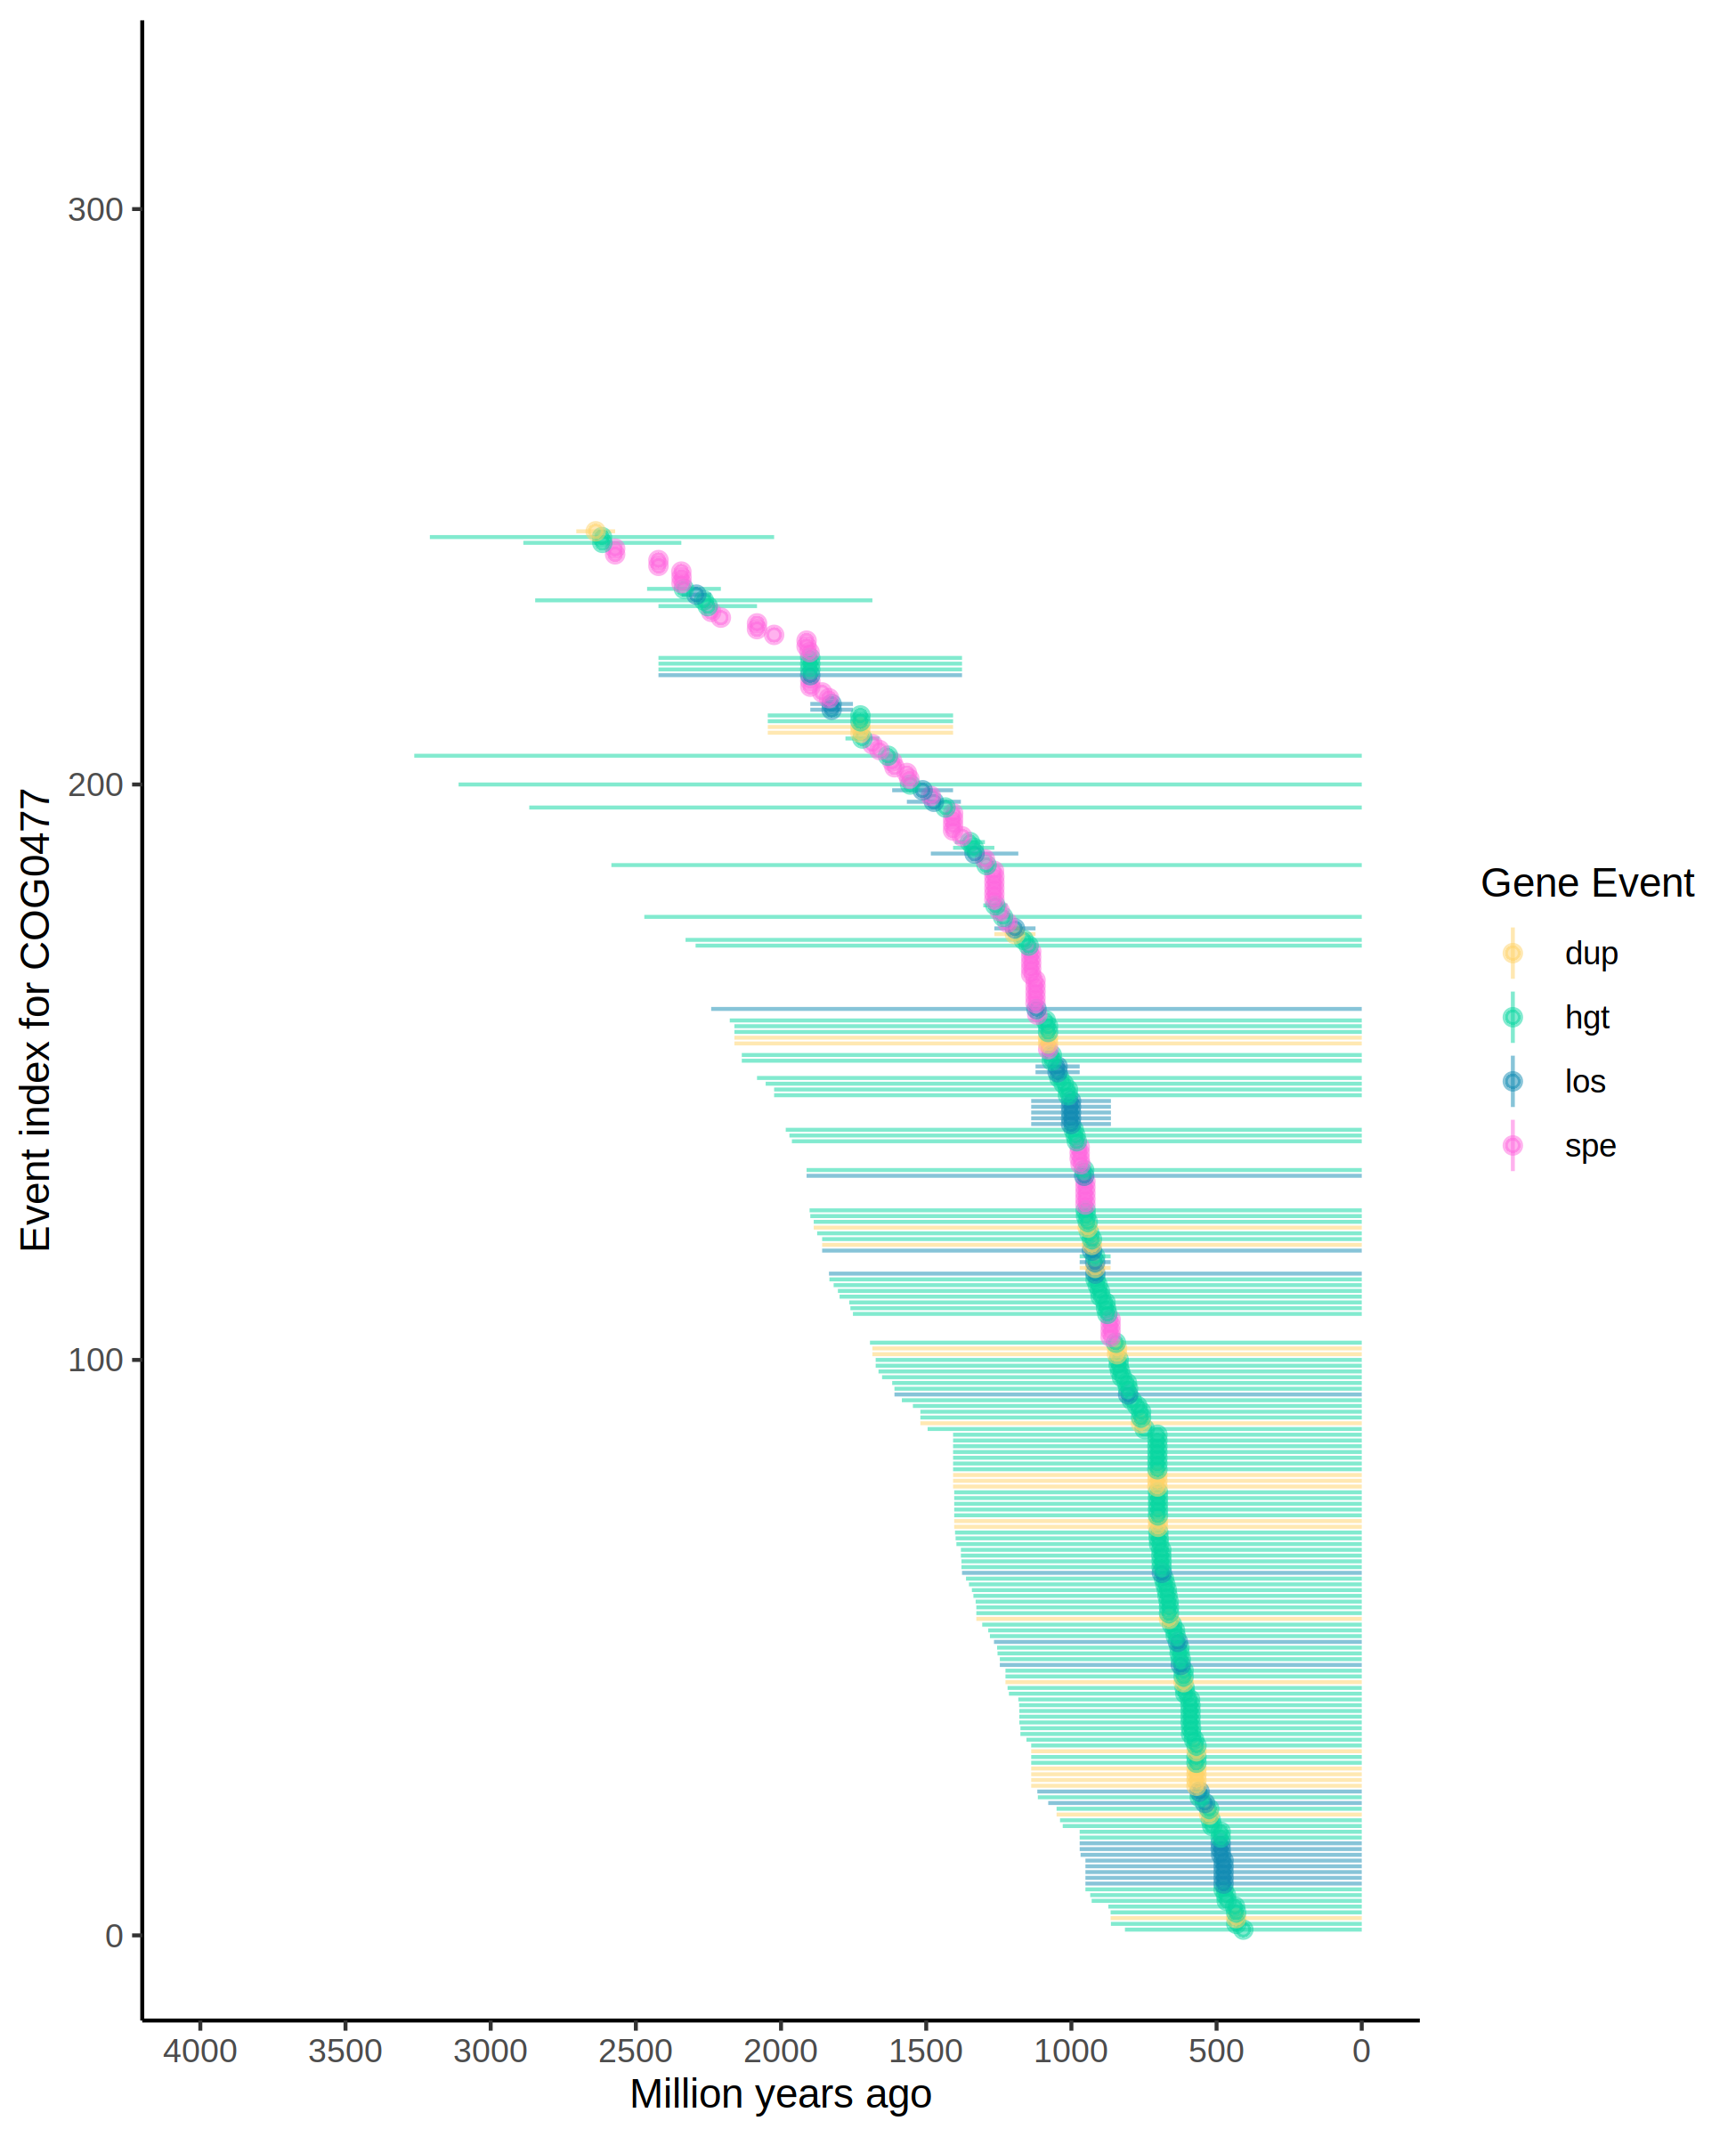 300
200
100
0
Event index for COG0477
4000 3500 3000 2500 2000 1500 1000 500 0
Million years ago
Gene Event
dup
hgt
los
spe